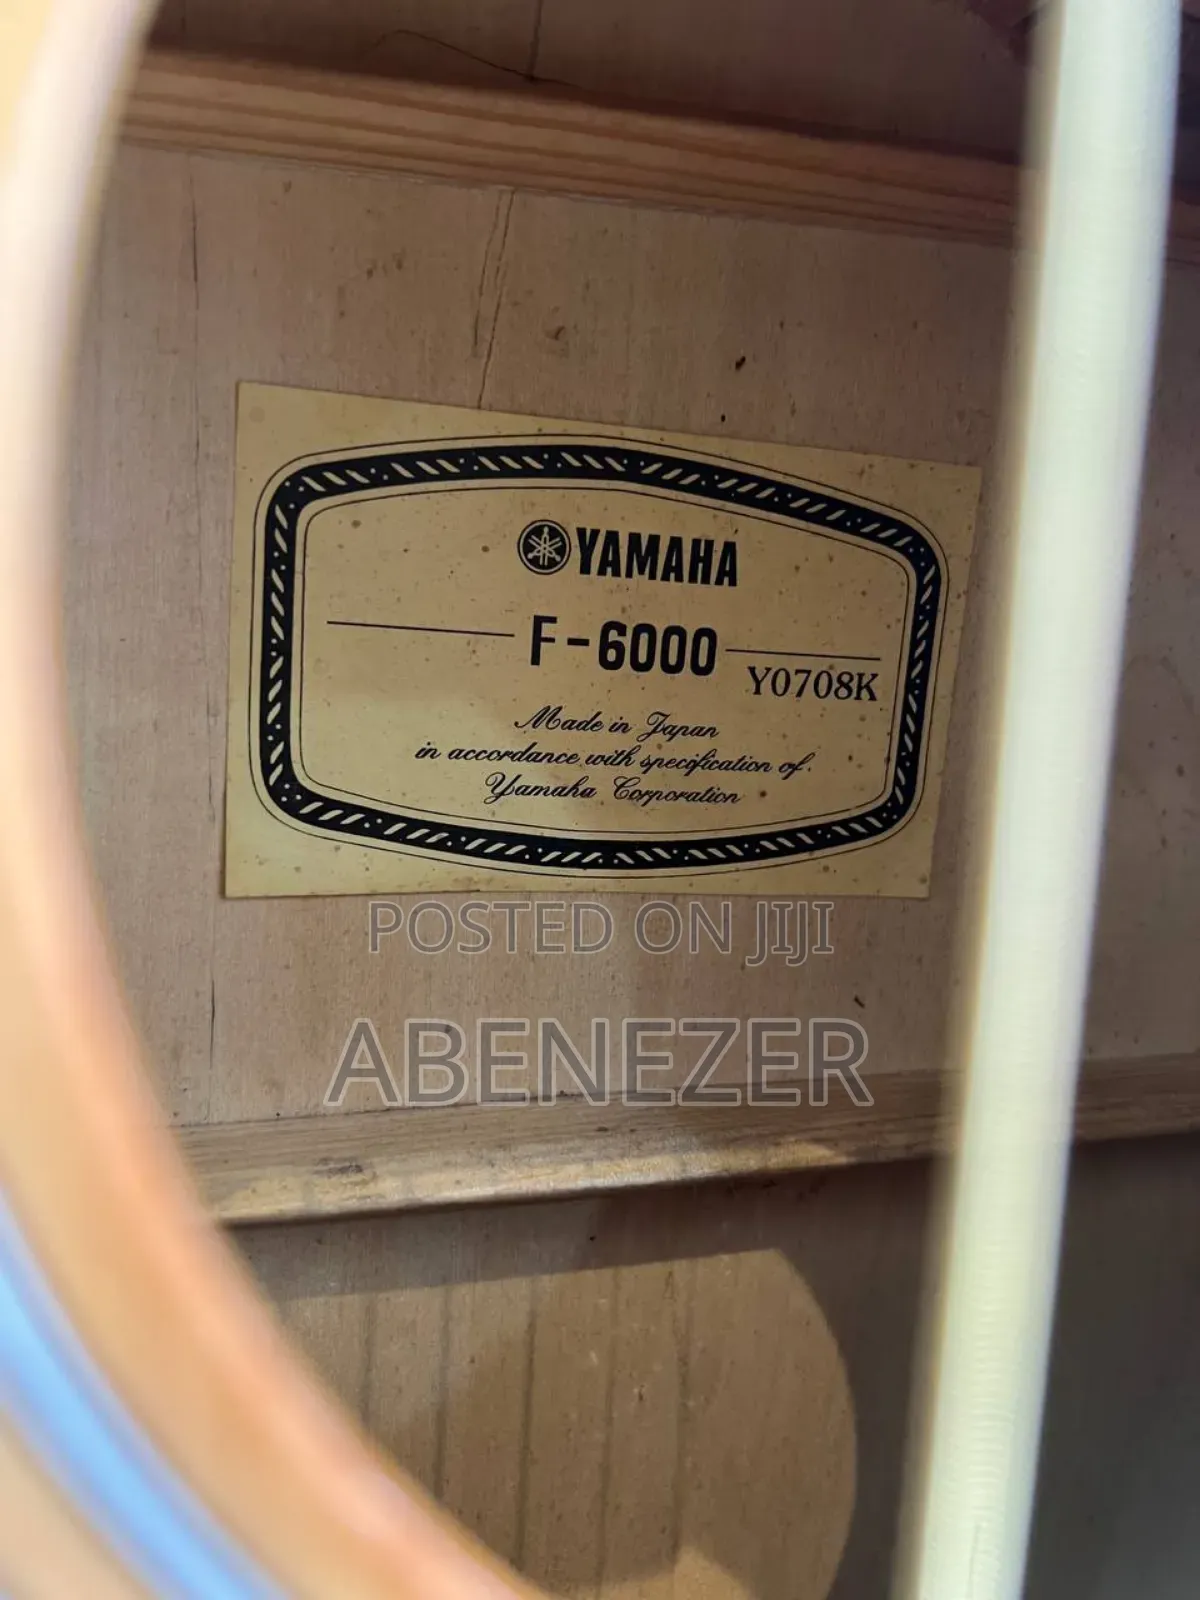 YAMAHA
F-6000
Y0708K
Made in Japan
in accordance with specification of.
Yamaha Corporation
POSTED ON JIJI
ABENEZER